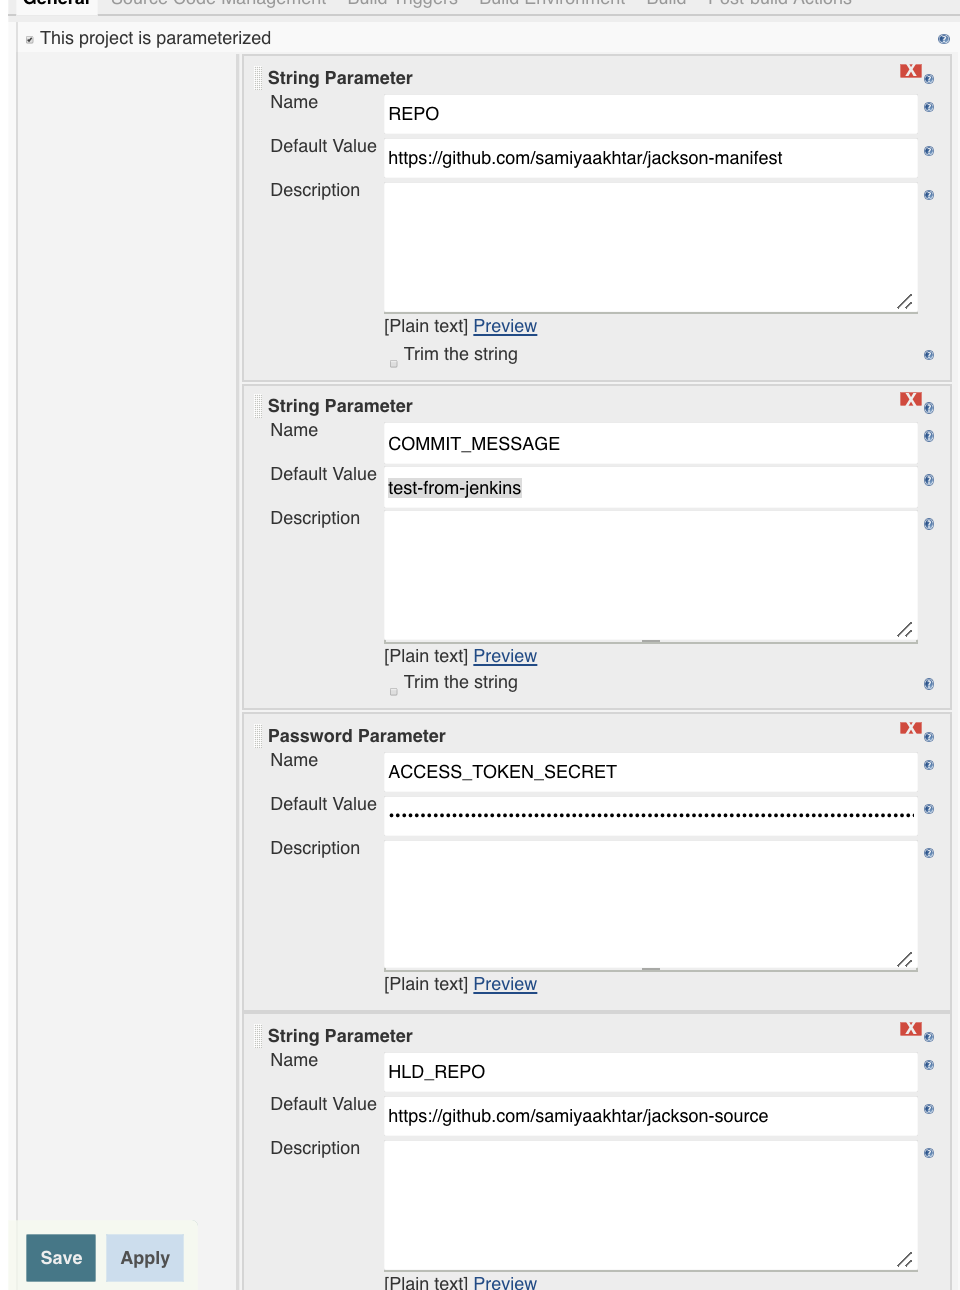 General Source Code Management Build Triggers Build Environment Build Post-build Actions
This project is parameterized
String Parameter
X
Name
REPO
Default Value
https://github.com/samiyaakhtar/jackson-manifest
Description
[Plain text] Preview
Trim the string
String Parameter
X
Name
COMMIT_MESSAGE
Default Value
test-from-jenkins
Description
[Plain text] Preview
Trim the string
Password Parameter
X
Name
ACCESS_TOKEN_SECRET
Default Value
Description
[Plain text] Preview
String Parameter
X
Name
HLD_REPO
Default Value
https://github.com/samiyaakhtar/jackson-source
Description
[Plain text] Preview
Save Apply